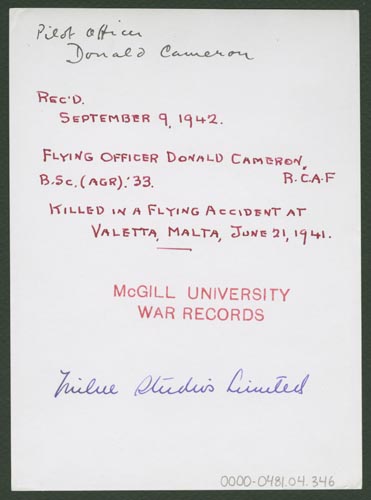 Pilot Officer
Donald Cameron
REC'D.
SEPTEMBER 9, 1942.
FLYING OFFICER DONALD CAMERON,
B.SC.(AGR).'33. R.C.A.F
KILLED IN A FLYING ACCIDENT AT
VALETTA, MALTA, JUNE 21, 1941.
McGILL UNIVERSITY
WAR RECORDS
Milne Studios Limited
0000-0481.04.346